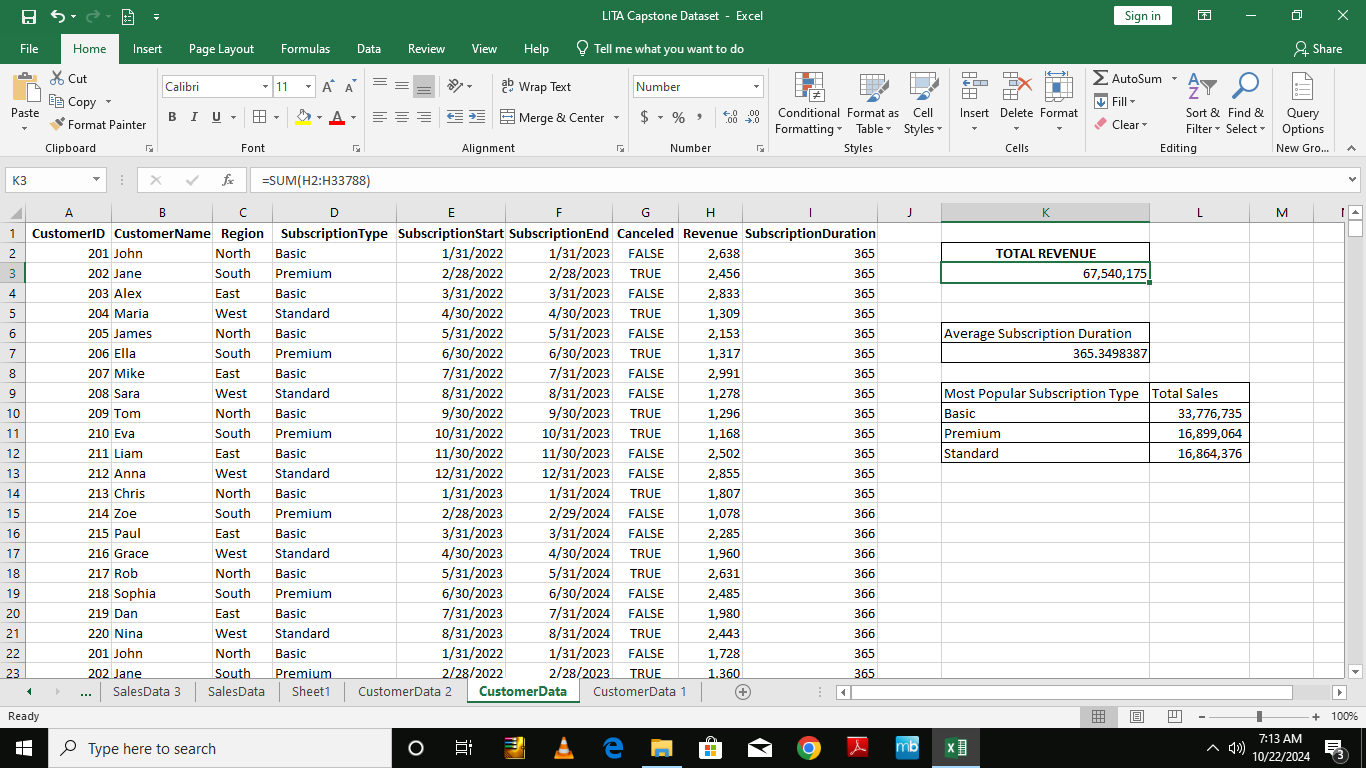 LITA Capstone Dataset - Excel
Sign in
File Home Insert Page Layout Formulas Data Review View Help Tell me what you want to do Share
Paste Cut Copy Format Painter Clipboard
Calibri 11 A A B I U A Font
ab Wrap Text Merge & Center Alignment
Number $ % , .00 .0 Number
Conditional Formatting Format as Table Cell Styles Styles
Insert Delete Format Cells
AutoSum Fill Clear Sort & Filter Find & Select Editing
Query Options New Gro...
K3 fx =SUM(H2:H33788)
A B C D E F G H I J K L M
1 CustomerID CustomerName Region SubscriptionType SubscriptionStart SubscriptionEnd Canceled Revenue SubscriptionDuration
2 201 John North Basic 1/31/2022 1/31/2023 FALSE 2,638 365 TOTAL REVENUE
3 202 Jane South Premium 2/28/2022 2/28/2023 TRUE 2,456 365 67,540,175
4 203 Alex East Basic 3/31/2022 3/31/2023 FALSE 2,833 365
5 204 Maria West Standard 4/30/2022 4/30/2023 TRUE 1,309 365
6 205 James North Basic 5/31/2022 5/31/2023 FALSE 2,153 365 Average Subscription Duration
7 206 Ella South Premium 6/30/2022 6/30/2023 TRUE 1,317 365 365.3498387
8 207 Mike East Basic 7/31/2022 7/31/2023 FALSE 2,991 365
9 208 Sara West Standard 8/31/2022 8/31/2023 FALSE 1,278 365 Most Popular Subscription Type Total Sales
10 209 Tom North Basic 9/30/2022 9/30/2023 TRUE 1,296 365 Basic 33,776,735
11 210 Eva South Premium 10/31/2022 10/31/2023 TRUE 1,168 365 Premium 16,899,064
12 211 Liam East Basic 11/30/2022 11/30/2023 FALSE 2,502 365 Standard 16,864,376
13 212 Anna West Standard 12/31/2022 12/31/2023 FALSE 2,855 365
14 213 Chris North Basic 1/31/2023 1/31/2024 TRUE 1,807 365
15 214 Zoe South Premium 2/28/2023 2/29/2024 FALSE 1,078 366
16 215 Paul East Basic 3/31/2023 3/31/2024 FALSE 2,285 366
17 216 Grace West Standard 4/30/2023 4/30/2024 TRUE 1,960 366
18 217 Rob North Basic 5/31/2023 5/31/2024 TRUE 2,631 366
19 218 Sophia South Premium 6/30/2023 6/30/2024 FALSE 2,485 366
20 219 Dan East Basic 7/31/2023 7/31/2024 FALSE 1,980 366
21 220 Nina West Standard 8/31/2023 8/31/2024 TRUE 2,443 366
22 201 John North Basic 1/31/2022 1/31/2023 FALSE 1,728 365
23 202 Jane South Premium 2/28/2022 2/28/2023 TRUE 1,360 365
... SalesData 3 SalesData Sheet1 CustomerData 2 CustomerData CustomerData 1
Ready 100%
Type here to search
mb
7:13 AM
10/22/2024
3